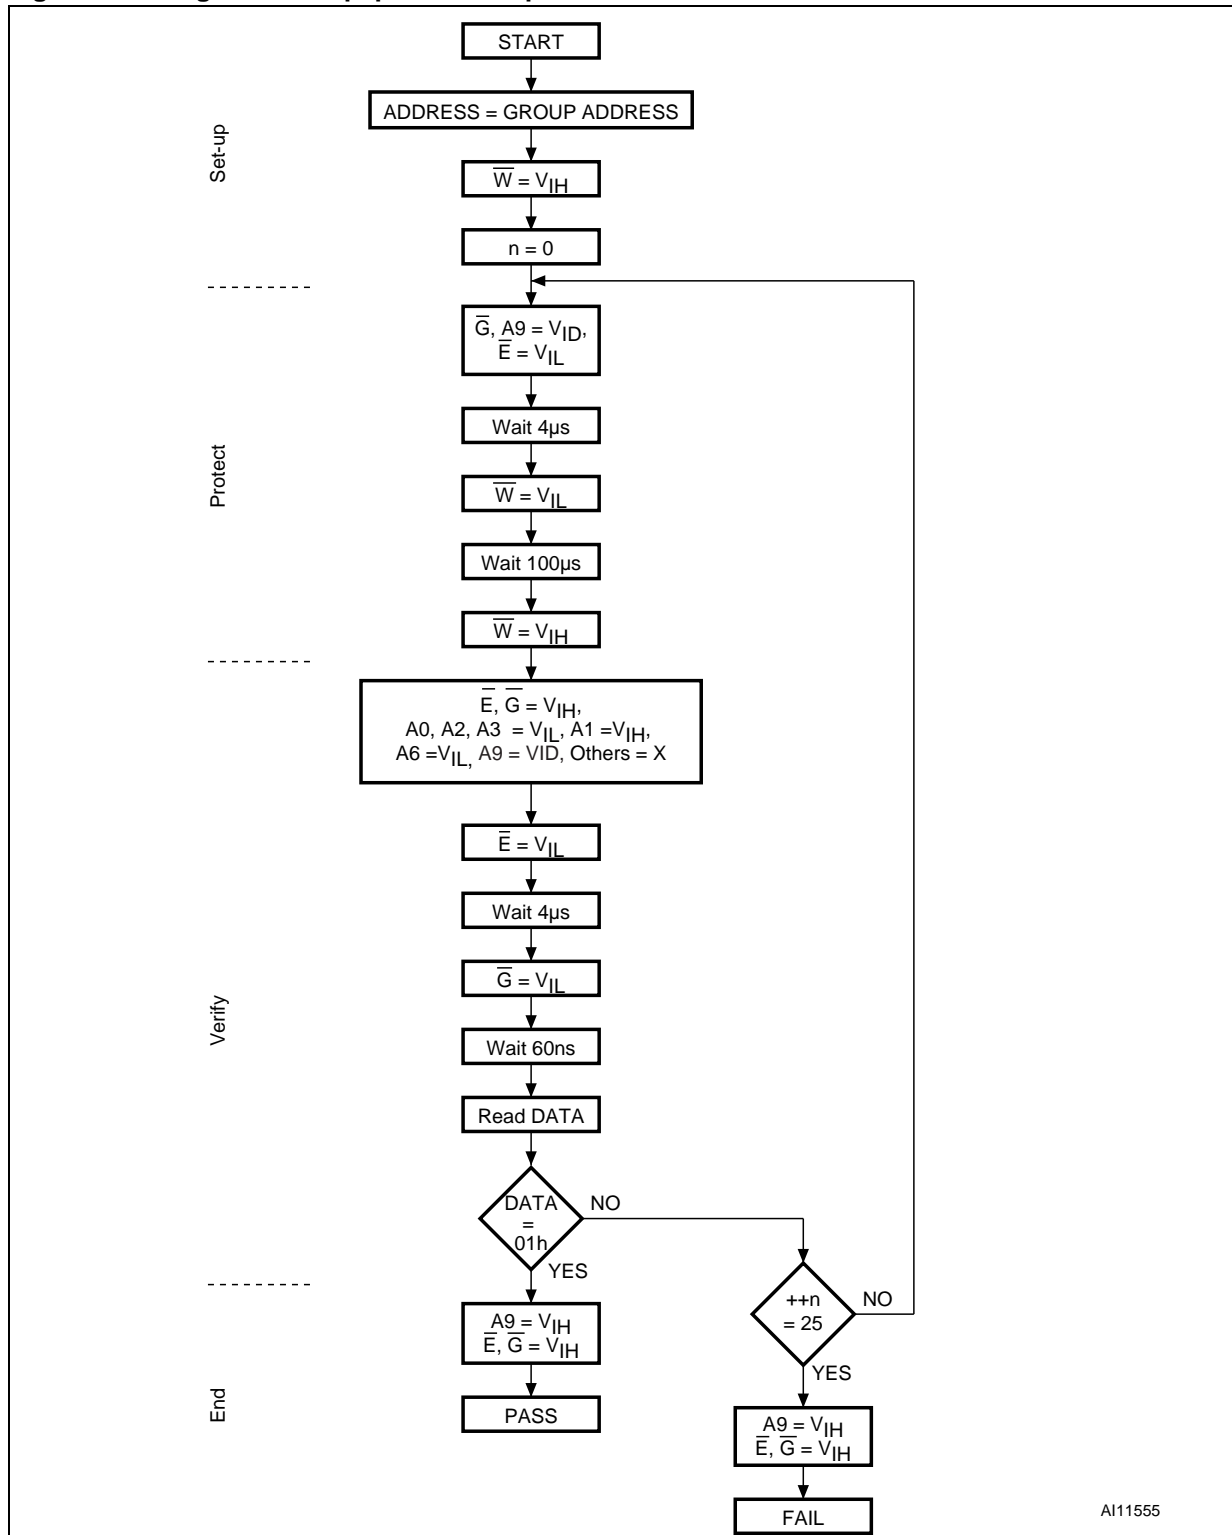 START
ADDRESS = GROUP ADDRESS
Set-up
W̅ = VIH
n = 0
G̅, A9 = VID,
E̅ = VIL
Wait 4µs
Protect
W̅ = VIL
Wait 100µs
W̅ = VIH
E̅, G̅ = VIH,
A0, A2, A3 = VIL, A1 =VIH,
A6 =VIL, A9 = VID, Others = X
E̅ = VIL
Wait 4µs
G̅ = VIL
Verify
Wait 60ns
Read DATA
DATA
=
01h
NO
YES
++n
= 25
NO
YES
A9 = VIH
E̅, G̅ = VIH
End
PASS
A9 = VIH
E̅, G̅ = VIH
FAIL
AI11555